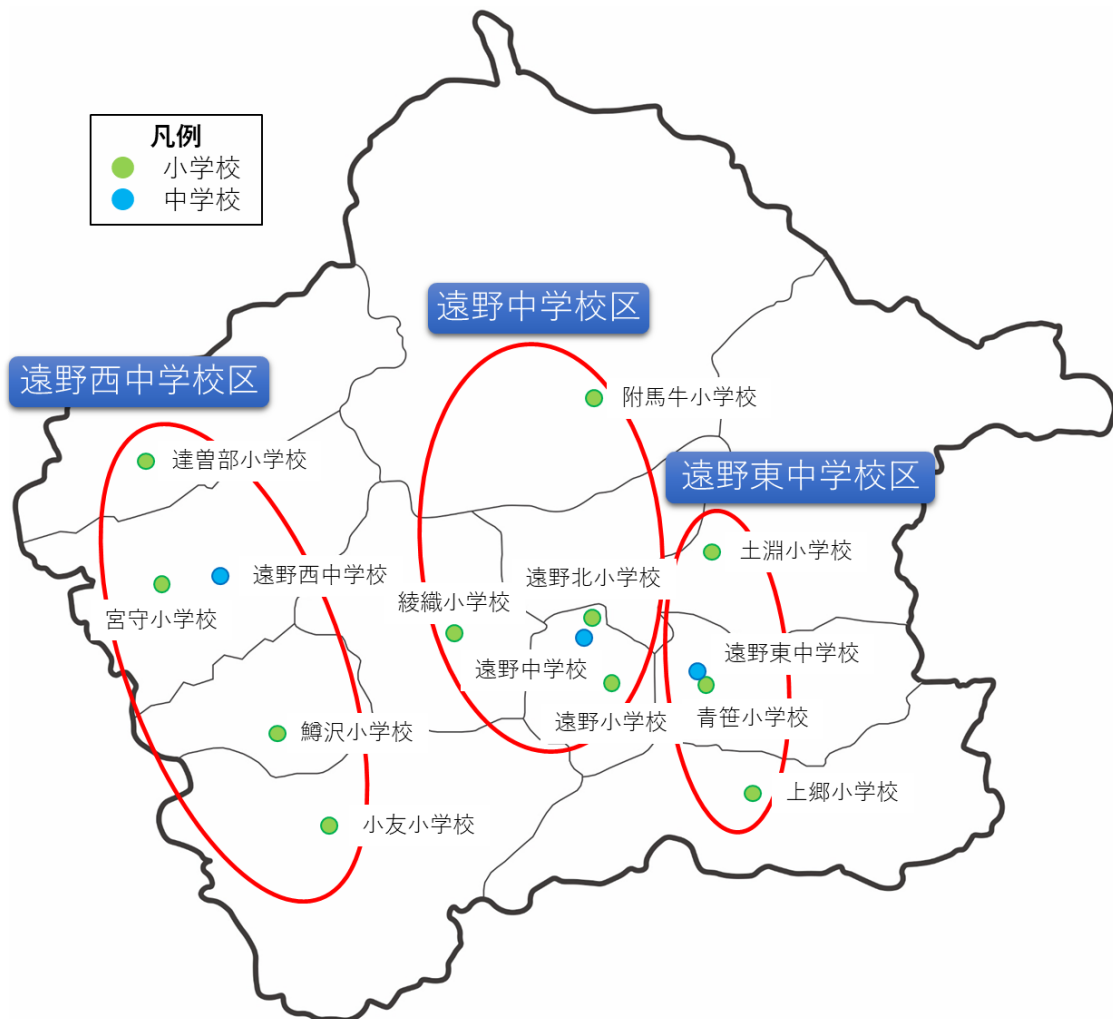 凡例
小学校
中学校
遠野中学校区
遠野西中学校区
附馬牛小学校
達曽部小学校
遠野東中学校区
土淵小学校
遠野西中学校
遠野北小学校
綾織小学校
宮守小学校
遠野中学校
遠野東中学校
遠野小学校
青笹小学校
鱒沢小学校
上郷小学校
小友小学校